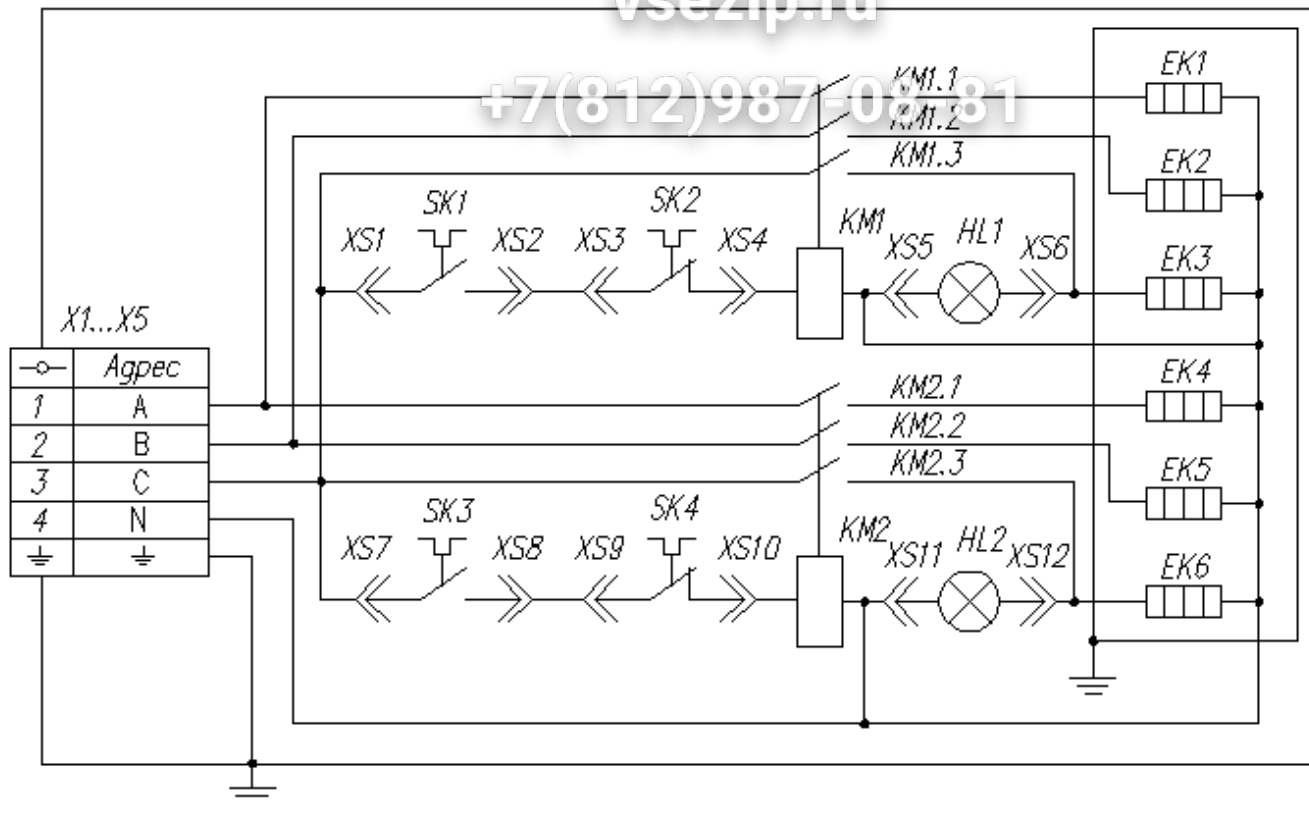 vsezip.ru
+7(812)987-08-81
KM1.1
EK1
KM1.2
KM1.3
EK2
SK1
SK2
XS1
XS2
XS3
XS4
KM1
XS5
HL1
XS6
EK3
X1...X5
Адрес
1 A
2 B
3 C
4 N
KM2.1
EK4
KM2.2
KM2.3
EK5
SK3
SK4
XS7
XS8
XS9
XS10
KM2
XS11
HL2
XS12
EK6